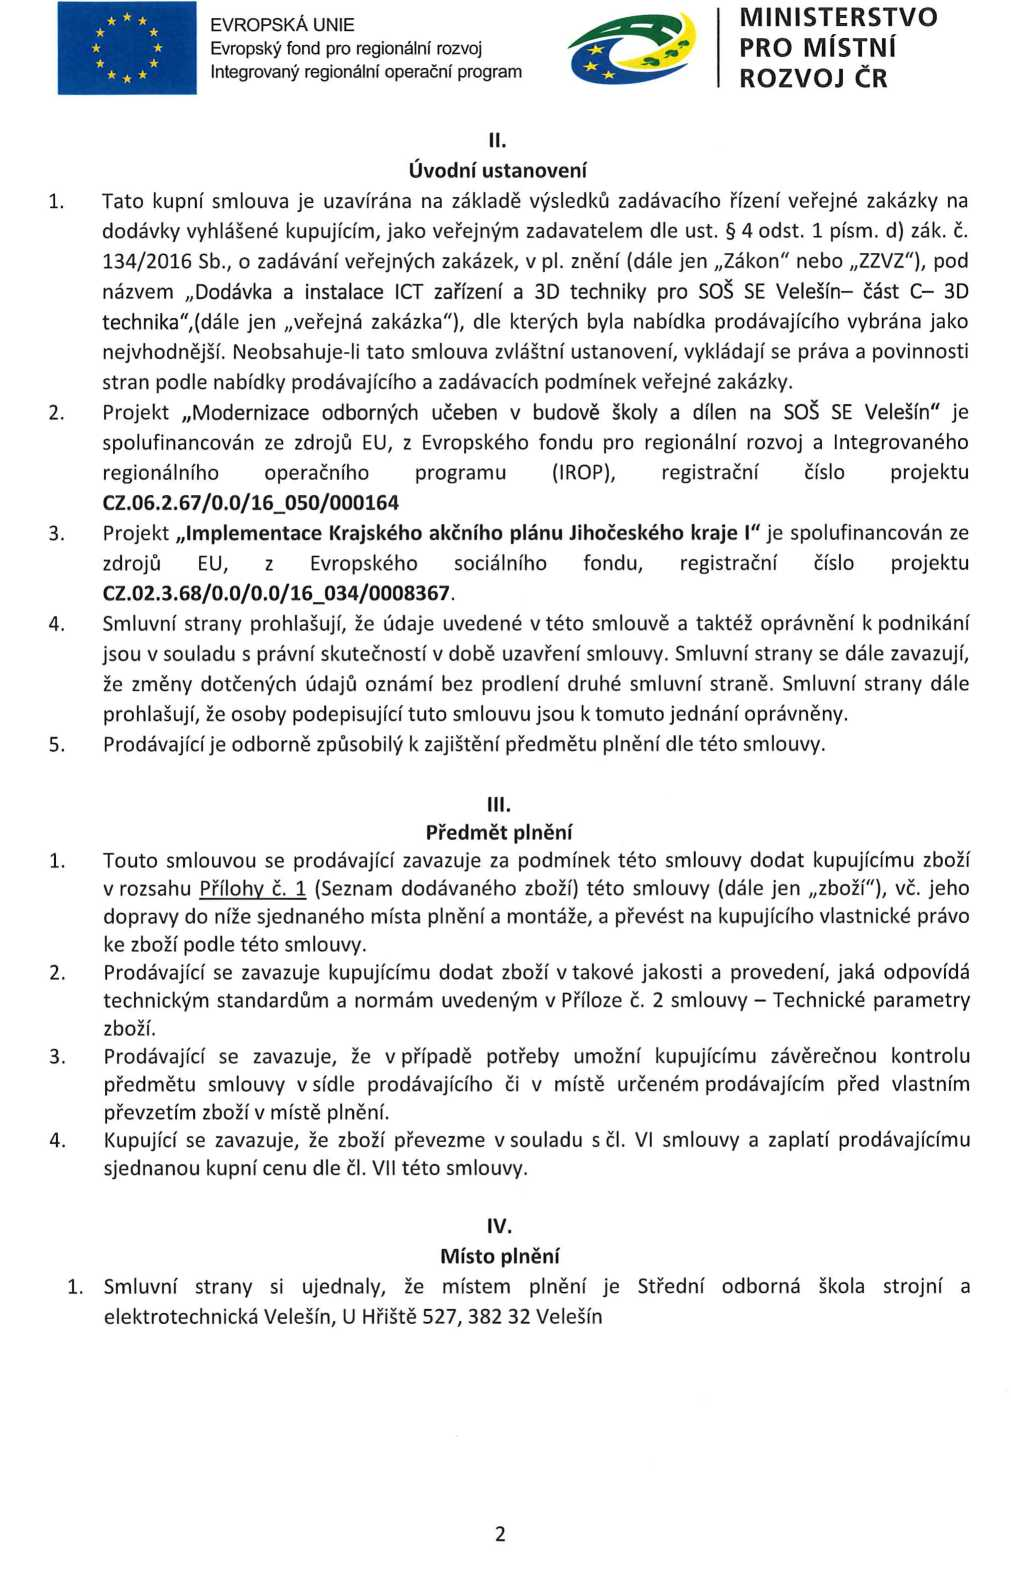 EVROPSKÁ UNIE
Evropský fond pro regionální rozvoj
Integrovaný regionální operační program
MINISTERSTVO
PRO MÍSTNÍ
ROZVOJ ČR
II.
Úvodní ustanovení
1. Tato kupní smlouva je uzavírána na základě výsledků zadávacího řízení veřejné zakázky na
dodávky vyhlášené kupujícím, jako veřejným zadavatelem dle ust. § 4 odst. 1 písm. d) zák. č.
134/2016 Sb., o zadávání veřejných zakázek, v pl. znění (dále jen „Zákon" nebo „ZZVZ"), pod
názvem „Dodávka a instalace ICT zařízení a 3D techniky pro SOŠ SE Velešín– část C– 3D
technika",(dále jen „veřejná zakázka"), dle kterých byla nabídka prodávajícího vybrána jako
nejvhodnější. Neobsahuje-li tato smlouva zvláštní ustanovení, vykládají se práva a povinnosti
stran podle nabídky prodávajícího a zadávacích podmínek veřejné zakázky.
2. Projekt „Modernizace odborných učeben v budově školy a dílen na SOŠ SE Velešín" je
spolufinancován ze zdrojů EU, z Evropského fondu pro regionální rozvoj a Integrovaného
regionálního operačního programu (IROP), registrační číslo projektu
CZ.06.2.67/0.0/16_050/000164
3. Projekt „Implementace Krajského akčního plánu Jihočeského kraje I" je spolufinancován ze
zdrojů EU, z Evropského sociálního fondu, registrační číslo projektu
CZ.02.3.68/0.0/0.0/16_034/0008367.
4. Smluvní strany prohlašují, že údaje uvedené v této smlouvě a taktéž oprávnění k podnikání
jsou v souladu s právní skutečností v době uzavření smlouvy. Smluvní strany se dále zavazují,
že změny dotčených údajů oznámí bez prodlení druhé smluvní straně. Smluvní strany dále
prohlašují, že osoby podepisující tuto smlouvu jsou k tomuto jednání oprávněny.
5. Prodávající je odborně způsobilý k zajištění předmětu plnění dle této smlouvy.
III.
Předmět plnění
1. Touto smlouvou se prodávající zavazuje za podmínek této smlouvy dodat kupujícímu zboží
v rozsahu Přílohy č. 1 (Seznam dodávaného zboží) této smlouvy (dále jen „zboží"), vč. jeho
dopravy do níže sjednaného místa plnění a montáže, a převést na kupujícího vlastnické právo
ke zboží podle této smlouvy.
2. Prodávající se zavazuje kupujícímu dodat zboží v takové jakosti a provedení, jaká odpovídá
technickým standardům a normám uvedeným v Příloze č. 2 smlouvy – Technické parametry
zboží.
3. Prodávající se zavazuje, že v případě potřeby umožní kupujícímu závěrečnou kontrolu
předmětu smlouvy v sídle prodávajícího či v místě určeném prodávajícím před vlastním
převzetím zboží v místě plnění.
4. Kupující se zavazuje, že zboží převezme v souladu s čl. VI smlouvy a zaplatí prodávajícímu
sjednanou kupní cenu dle čl. VII této smlouvy.
IV.
Místo plnění
1. Smluvní strany si ujednaly, že místem plnění je Střední odborná škola strojní a
elektrotechnická Velešín, U Hřiště 527, 382 32 Velešín
2